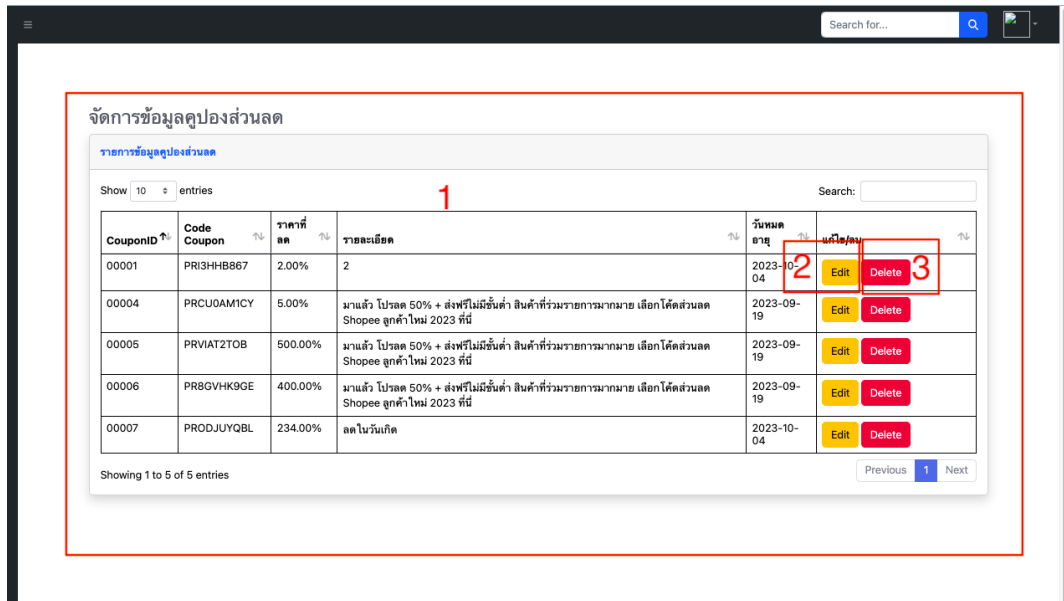 Search for...
จัดการข้อมูลคูปองส่วนลด
รายการข้อมูลคูปองส่วนลด
Show 10 entries
1
Search:
CouponID
Code Coupon
ราคาที่ลด
รายละเอียด
วันหมดอายุ
แก้ไข/ลบ
00001 PRI3HHB867 2.00% 2 2023-10-04 2 Edit Delete 3
00004 PRCU0AM1CY 5.00% มาแล้ว โปรลด 50% + ส่งฟรีไม่มีขั้นต่ำ สินค้าที่ร่วมรายการมากมาย เลือกโค้ดส่วนลด 2023-09-19 Edit Delete
Shopee ลูกค้าใหม่ 2023 ที่นี่
00005 PRVIAT2TOB 500.00% มาแล้ว โปรลด 50% + ส่งฟรีไม่มีขั้นต่ำ สินค้าที่ร่วมรายการมากมาย เลือกโค้ดส่วนลด 2023-09-19 Edit Delete
Shopee ลูกค้าใหม่ 2023 ที่นี่
00006 PR8GVHK9GE 400.00% มาแล้ว โปรลด 50% + ส่งฟรีไม่มีขั้นต่ำ สินค้าที่ร่วมรายการมากมาย เลือกโค้ดส่วนลด 2023-09-19 Edit Delete
Shopee ลูกค้าใหม่ 2023 ที่นี่
00007 PRODJUYQBL 234.00% ลดในวันเกิด 2023-10-04 Edit Delete
Showing 1 to 5 of 5 entries
Previous 1 Next